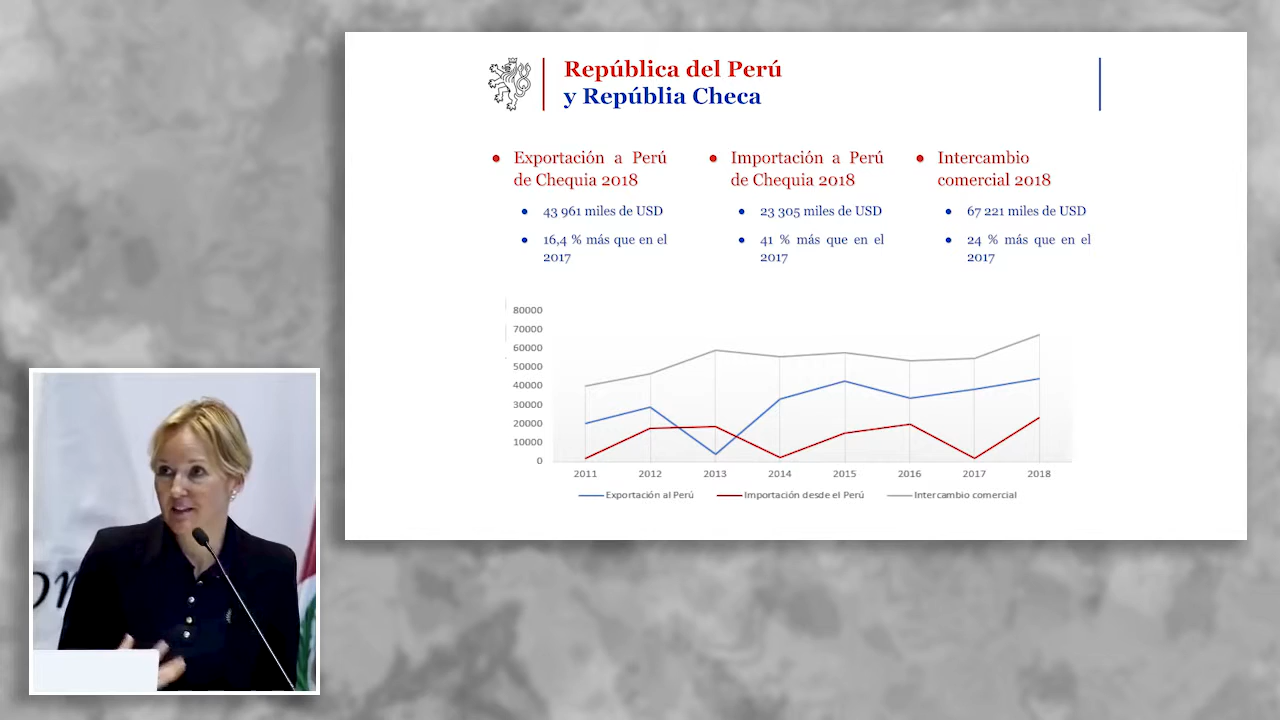 República del Perú
y Repúblia Checa
Exportación a Perú
de Chequia 2018
43 961 miles de USD
16,4 % más que en el
2017
Importación a Perú
de Chequia 2018
23 305 miles de USD
41 % más que en el
2017
Intercambio
comercial 2018
67 221 miles de USD
24 % más que en el
2017
80000
70000
60000
50000
40000
30000
20000
10000
0
2011 2012 2013 2014 2015 2016 2017 2018
Exportación al Perú Importación desde el Perú Intercambio comercial